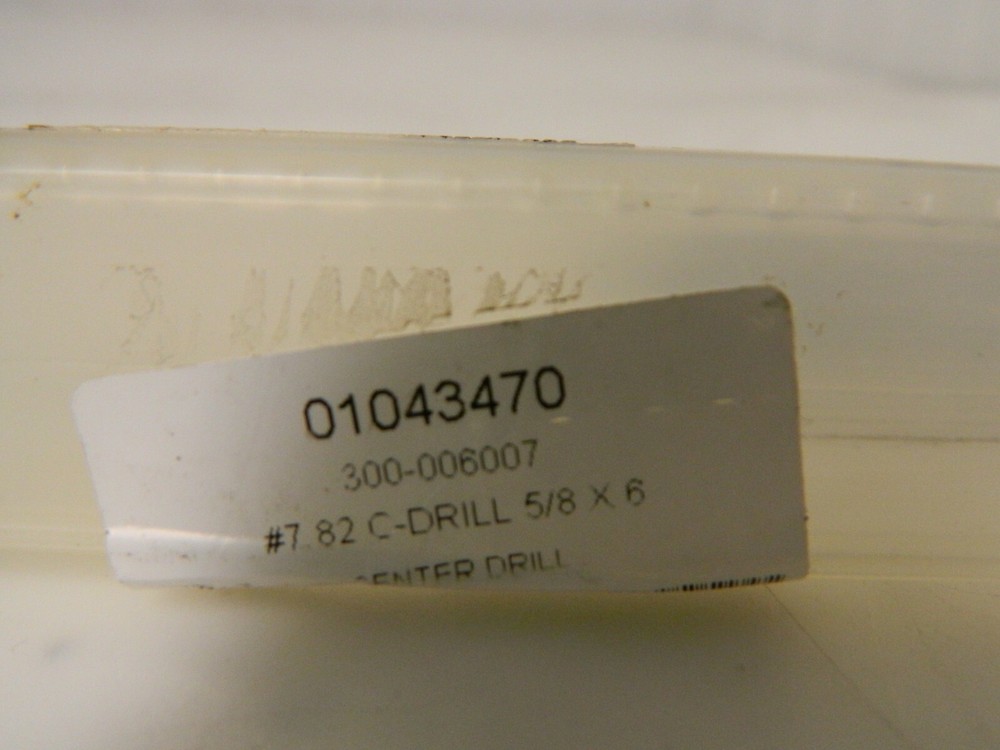 01043470
300-006007
#7 82 C-DRILL 5/8 X 6
CENTER DRILL